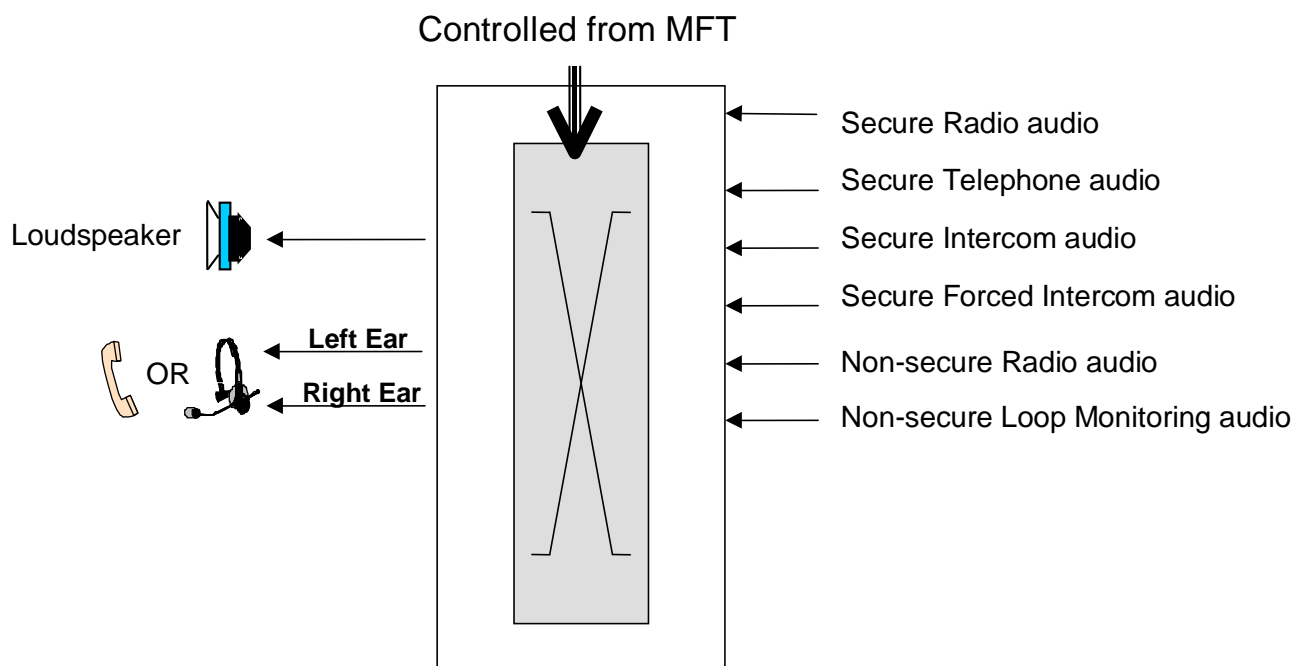 Controlled from MFT
Secure Radio audio
Secure Telephone audio
Loudspeaker
Secure Intercom audio
Secure Forced Intercom audio
Left Ear
Non-secure Radio audio
OR
Right Ear
Non-secure Loop Monitoring audio